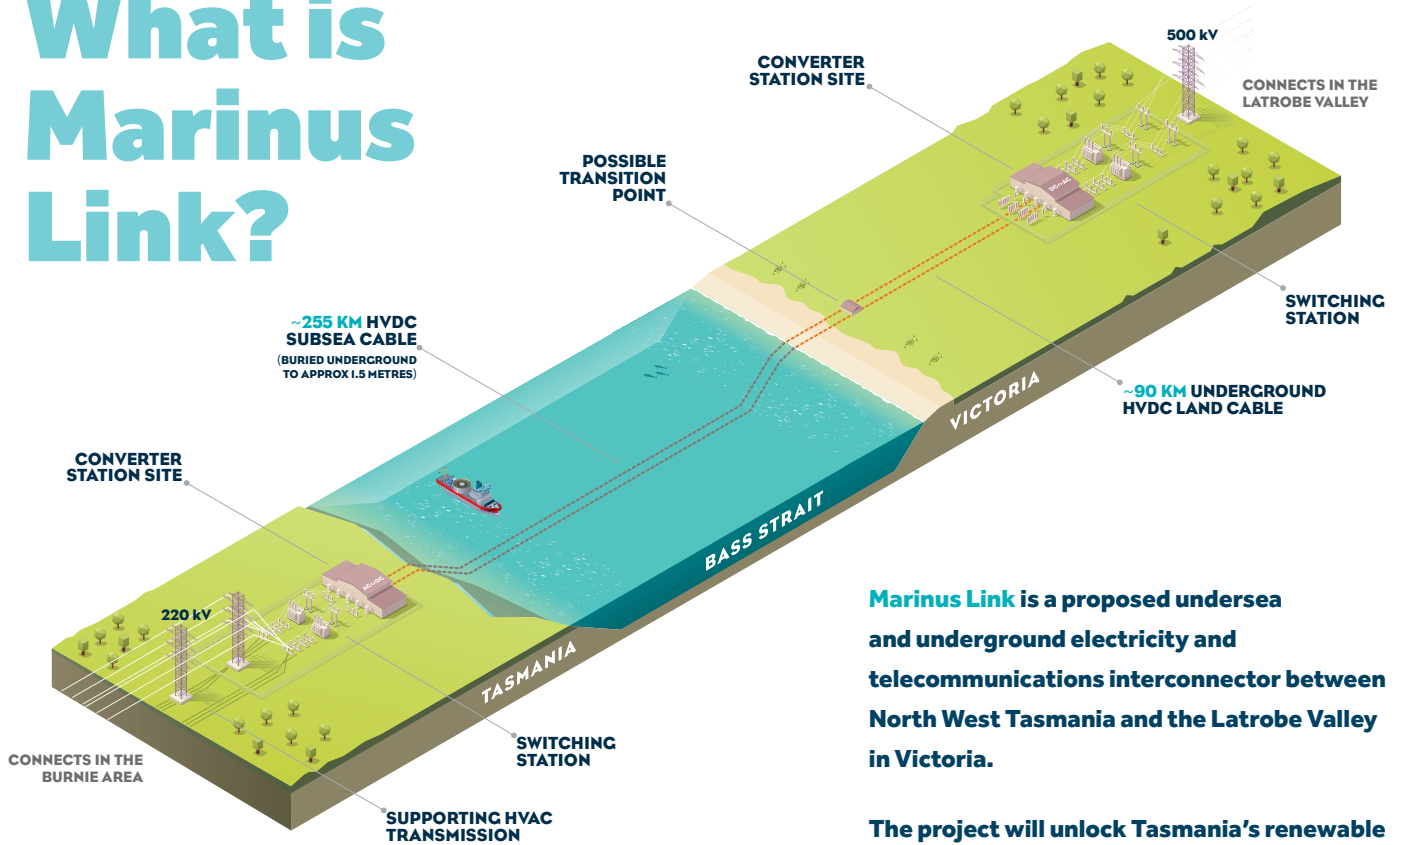 What is
Marinus
Link?
500 kV
CONVERTER
STATION SITE
CONNECTS IN THE
LATROBE VALLEY
POSSIBLE
TRANSITION
POINT
DC⇔AC
SWITCHING
STATION
~255 KM HVDC
SUBSEA CABLE
(BURIED UNDERGROUND
TO APPROX 1.5 METRES)
~90 KM UNDERGROUND
HVDC LAND CABLE
VICTORIA
CONVERTER
STATION SITE
BASS STRAIT
AC⇔DC
220 kV
TASMANIA
SWITCHING
STATION
CONNECTS IN THE
BURNIE AREA
SUPPORTING HVAC
TRANSMISSION
Marinus Link is a proposed undersea
and underground electricity and
telecommunications interconnector between
North West Tasmania and the Latrobe Valley
in Victoria.
The project will unlock Tasmania's renewable